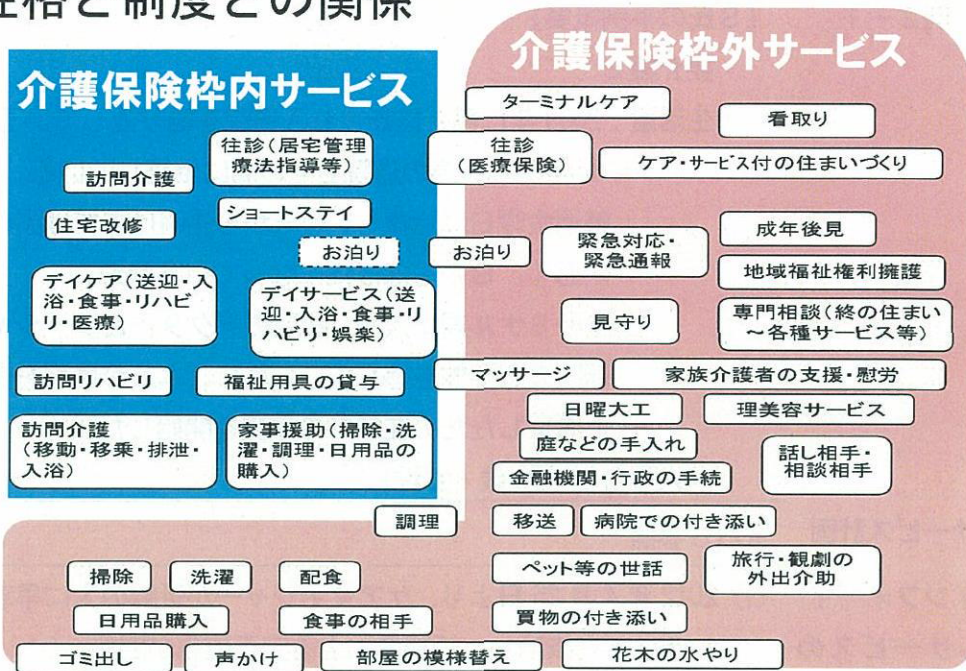 性格と制度との関係
介護保険枠内サービス
訪問介護
往診(居宅管理
療法指導等)
住宅改修
ショートステイ
お泊り
デイケア(送迎・入
浴・食事・リハビ
リ・医療)
デイサービス(送
迎・入浴・食事・リ
ハビリ・娯楽)
訪問リハビリ
福祉用具の貸与
訪問介護
(移動・移乗・排泄・
入浴)
家事援助(掃除・洗
濯・調理・日用品の
購入)
介護保険枠外サービス
ターミナルケア
看取り
往診
(医療保険)
ケア・サービス付の住まいづくり
お泊り
緊急対応・
緊急通報
成年後見
地域福祉権利擁護
見守り
専門相談(終の住まい
～各種サービス等)
マッサージ
家族介護者の支援・慰労
日曜大工
理美容サービス
庭などの手入れ
話し相手・
相談相手
金融機関・行政の手続
調理
移送
病院での付き添い
掃除
洗濯
配食
ペット等の世話
旅行・観劇の
外出介助
日用品購入
食事の相手
買物の付き添い
ゴミ出し
声かけ
部屋の模様替え
花木の水やり